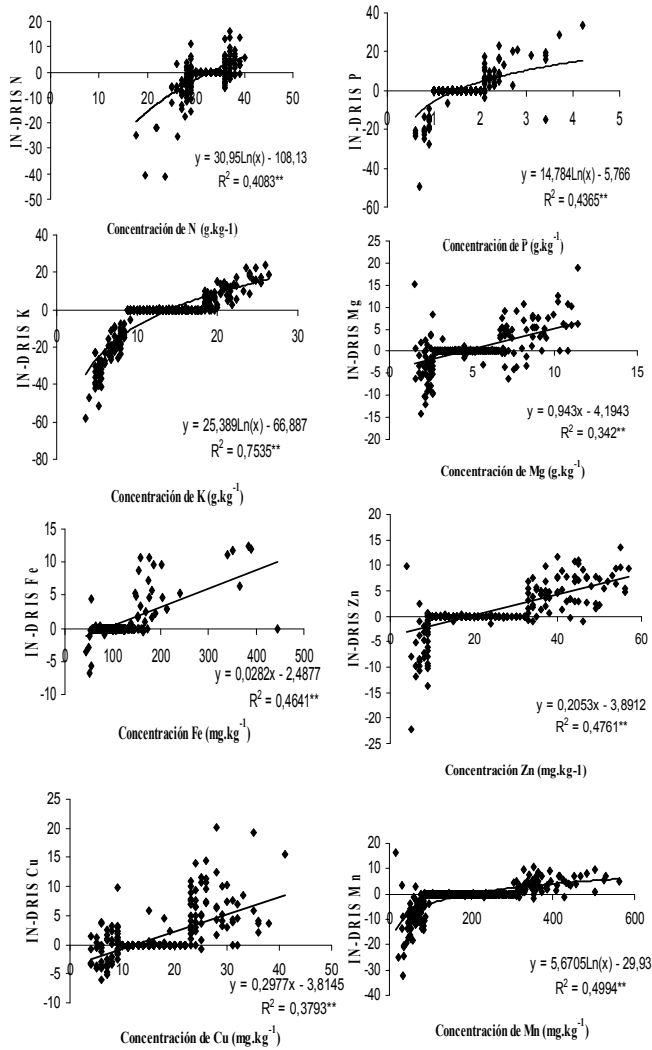 20
10
0
-10
-20
-30
-40
-50
0 10 20 30 40 50
IN-DRIS N
y = 30,95Ln(x) - 108,13
R² = 0,4083**
Concentración de N (g.kg-1)
40
20
0
-20
-40
-60
0 1 2 3 4 5
IN-DRIS P
y = 14,784Ln(x) - 5,766
R² = 0,4365**
Concentración de P (g.kg⁻¹)
40
20
0
-20
-40
-60
-80
0 10 20 30
IN-DRIS K
y = 25,389Ln(x) - 66,887
R² = 0,7535**
Concentración de K (g.kg⁻¹)
25
20
15
10
5
0
-5
-10
-15
-20
0 5 10 15
IN-DRIS Mg
y = 0,943x - 4,1943
R² = 0,342**
Concentración de Mg (g.kg⁻¹)
15
10
5
0
-5
-10
0 100 200 300 400 500
IN-DRIS Fe
y = 0,0282x - 2,4877
R² = 0,4641**
Concentración Fe (mg.kg⁻¹)
20
15
10
5
0
-5
-10
-15
-20
-25
0 10 20 30 40 50 60
IN-DRIS Zn
y = 0,2053x - 3,8912
R² = 0,4761**
Concentración Zn (mg.kg-1)
25
20
15
10
5
0
-5
-10
0 10 20 30 40 50
IN-DRIS Cu
y = 0,2977x - 3,8145
R² = 0,3793**
Concentración de Cu (mg.kg⁻¹)
20
10
0
-10
-20
-30
-40
0 200 400 600
IN-DRIS Mn
y = 5,6705Ln(x) - 29,93
R² = 0,4994**
Concentración de Mn (mg.kg⁻¹)